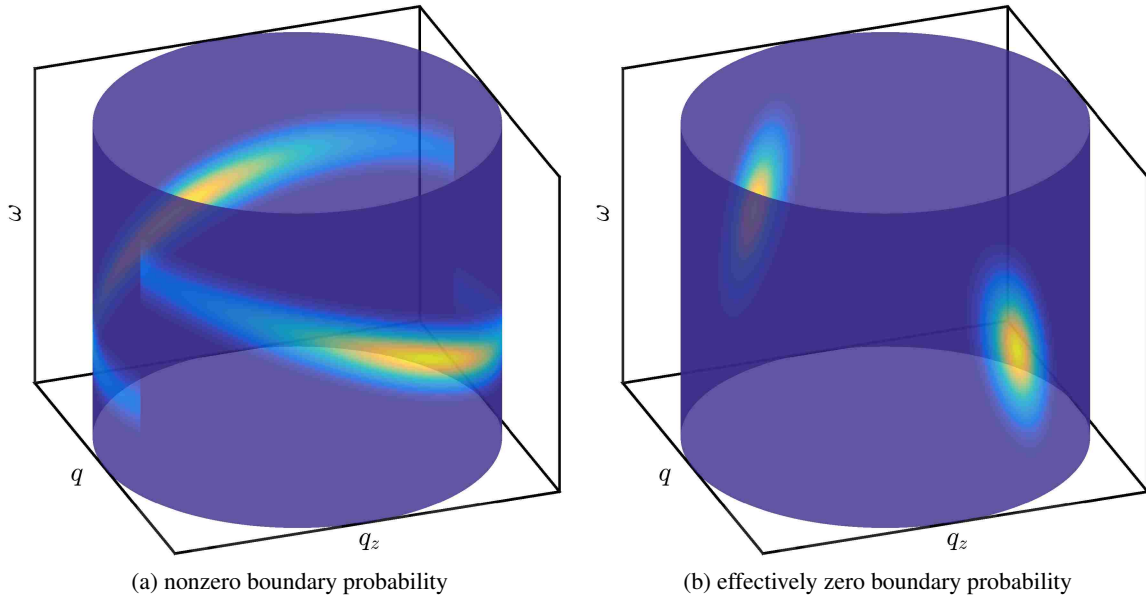 ω
q
q_z
(a) nonzero boundary probability
ω
q
q_z
(b) effectively zero boundary probability